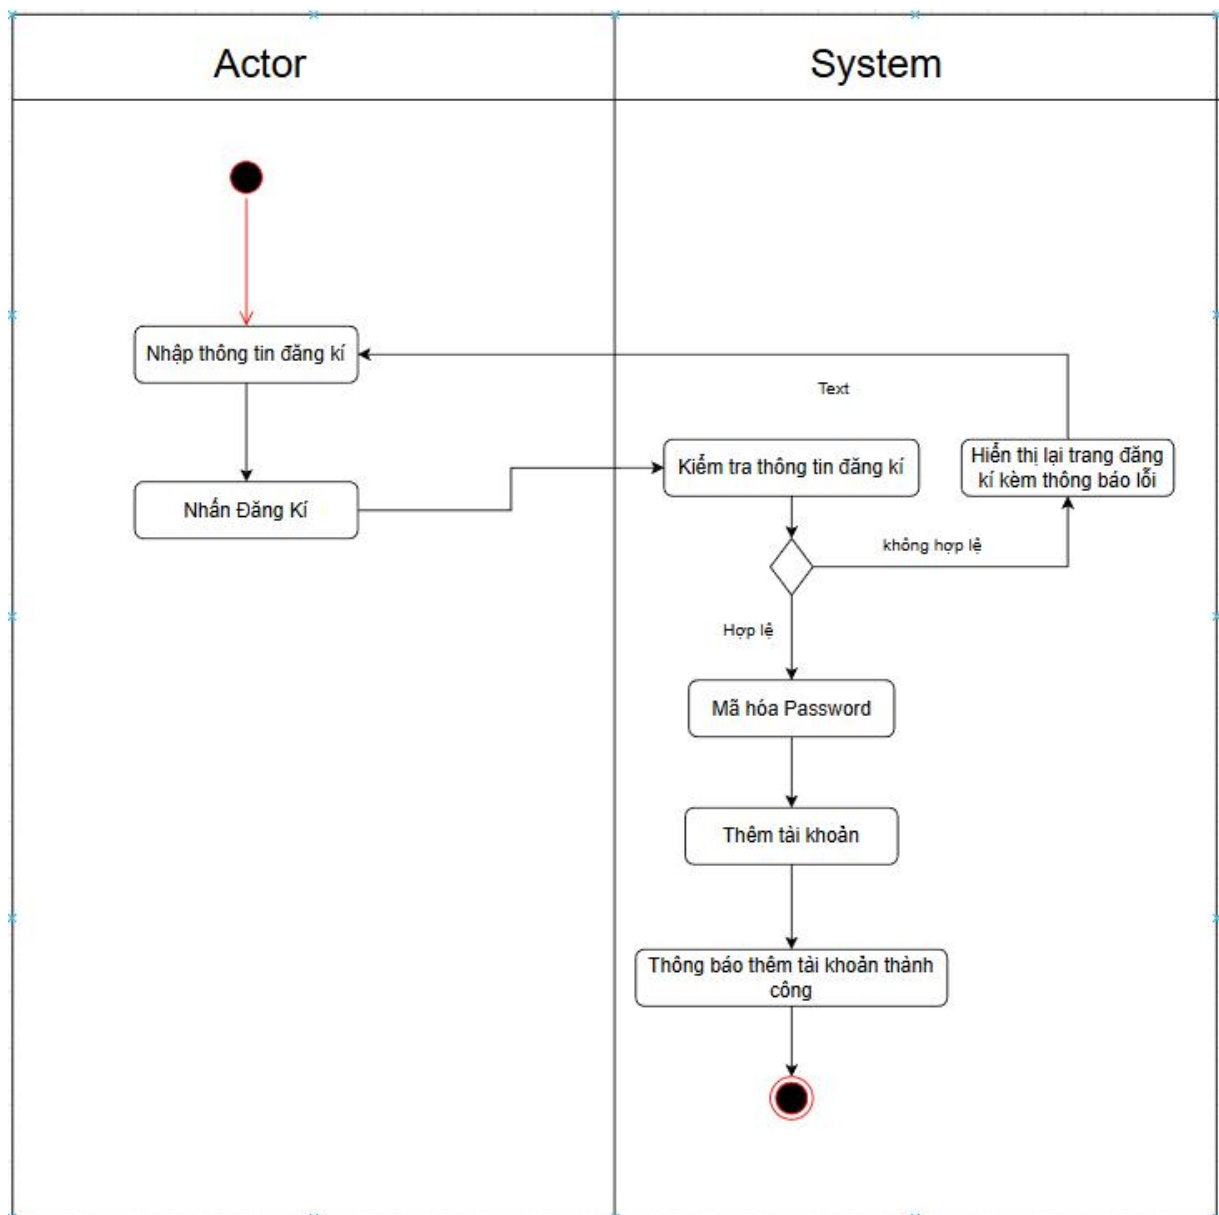 Actor
System
Nhập thông tin đăng kí
Text
Kiểm tra thông tin đăng kí
Hiển thị lại trang đăng
kí kèm thông báo lỗi
Nhấn Đăng Kí
không hợp lệ
Hợp lệ
Mã hóa Password
Thêm tài khoản
Thông báo thêm tài khoản thành
công